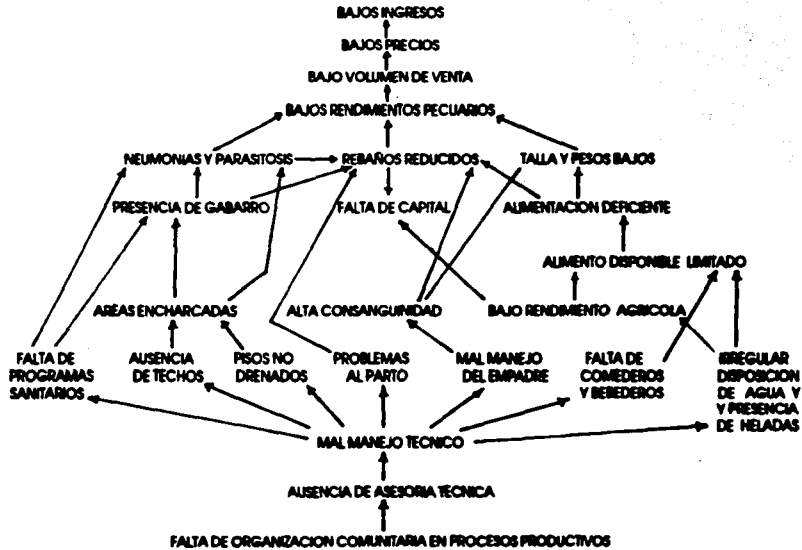 BAJOS INGRESOS
BAJOS PRECIOS
BAJO VOLUMEN DE VENTA
BAJOS RENDIMIENTOS PECUARIOS
NEUMONIAS Y PARASITOSIS
REBAÑOS REDUCIDOS
TALLA Y PESOS BAJOS
PRESENCIA DE GABARRO
FALTA DE CAPITAL
ALIMENTACION DEFICIENTE
ALIMENTO DISPONIBLE LIMITADO
AREÁS ENCHARCADAS
ALTA CONSANGUINIDAD
BAJO RENDIMIENTO AGRICOLA
FALTA DE
PROGRAMAS
SANITARIOS
AUSENCIA
DE TECHOS
PISOS NO
DRENADOS
PROBLEMAS
AL PARTO
MAL MANEJO
DEL EMPADRE
FALTA DE
COMEDEROS
Y BEBEDEROS
IRREGULAR
DISPOSICION
DE AGUA Y
Y PRESENCIA
DE HELADAS
MAL MANEJO TECNICO
AUSENCIA DE ASESORIA TECNICA
FALTA DE ORGANIZACION COMUNITARIA EN PROCESOS PRODUCTIVOS